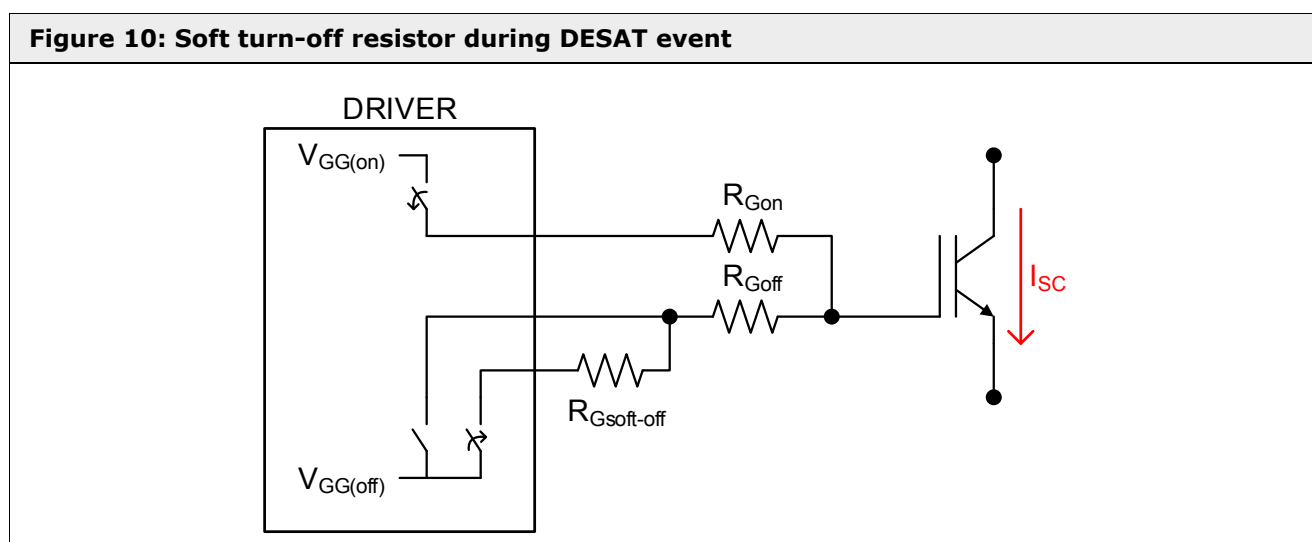 Figure 10: Soft turn-off resistor during DESAT event
DRIVER
VGG(on)
RGon
RGoff
ISC
RGsoft-off
VGG(off)